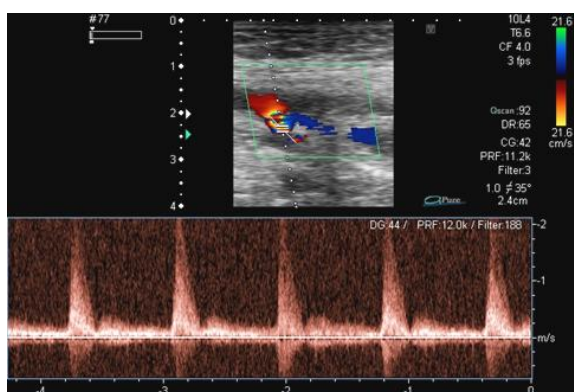 #77
0
1
2
3
4
10L4
T6.6
CF 4.0
3 fps
21.6
21.6
cm/s
Qscan:92
DR:65
CG:42
PRF:11.2k
Filter:3
1.0 ≠35°
2.4cm
aPure
DG:44 / PRF:12.0k / Filter:188
-2
-1
m/s
-4
-3
-2
-1
0